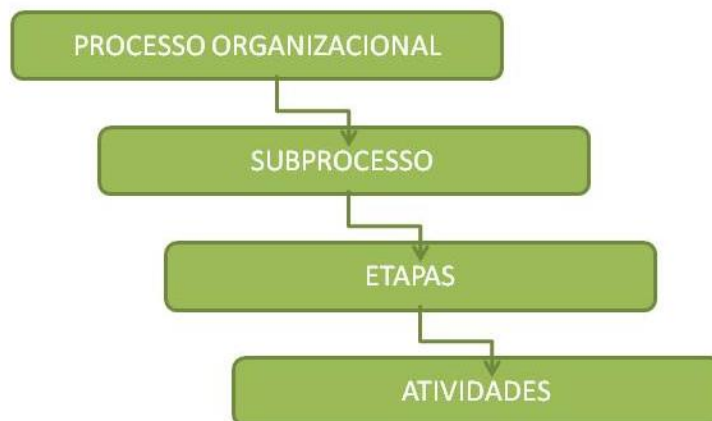 PROCESSO ORGANIZACIONAL
SUBPROCESSO
ETAPAS
ATIVIDADES